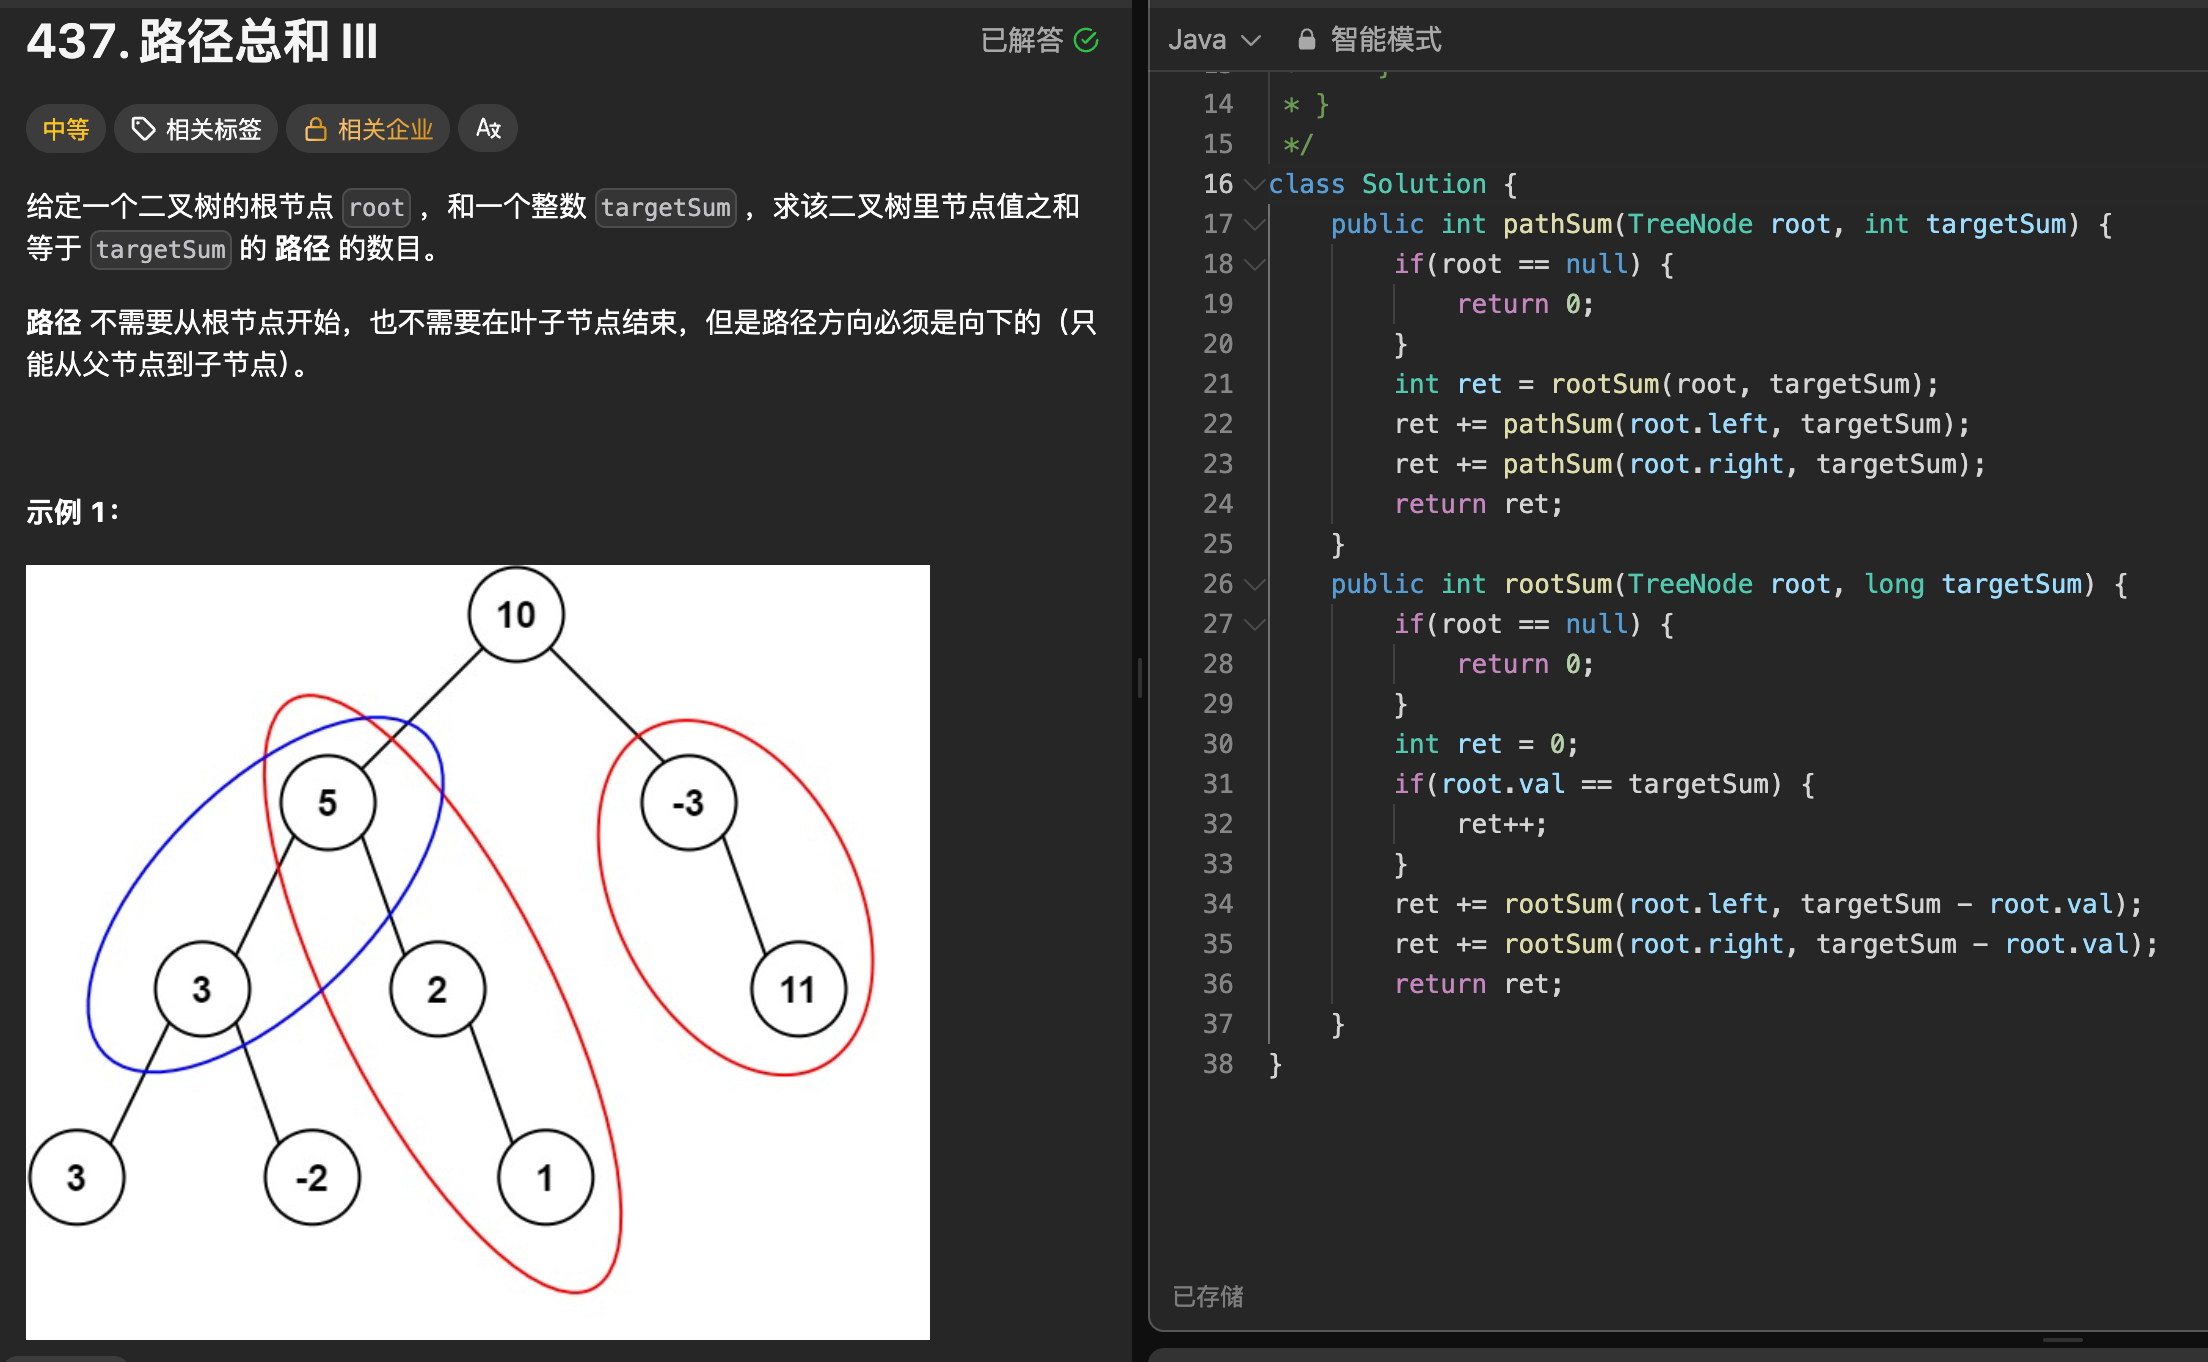 437. 路径总和 III
已解答
中等
相关标签
相关企业
给定一个二叉树的根节点 root ，和一个整数 targetSum ，求该二叉树里节点值之和
等于 targetSum 的 路径 的数目。
路径 不需要从根节点开始，也不需要在叶子节点结束，但是路径方向必须是向下的（只
能从父节点到子节点）。
示例 1：
10
5
-3
3
2
11
3
-2
1
Java
智能模式
14 * }
15 */
16 class Solution {
17 public int pathSum(TreeNode root, int targetSum) {
18 if(root == null) {
19 return 0;
20 }
21 int ret = rootSum(root, targetSum);
22 ret += pathSum(root.left, targetSum);
23 ret += pathSum(root.right, targetSum);
24 return ret;
25 }
26 public int rootSum(TreeNode root, long targetSum) {
27 if(root == null) {
28 return 0;
29 }
30 int ret = 0;
31 if(root.val == targetSum) {
32 ret++;
33 }
34 ret += rootSum(root.left, targetSum - root.val);
35 ret += rootSum(root.right, targetSum - root.val);
36 return ret;
37 }
38 }
已存储